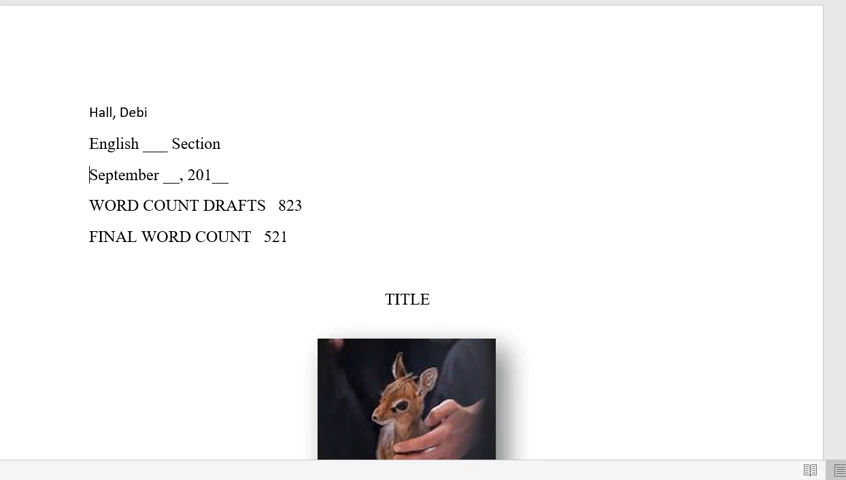 Hall, Debi
English ___ Section
September __, 201__
WORD COUNT DRAFTS 823
FINAL WORD COUNT 521
TITLE